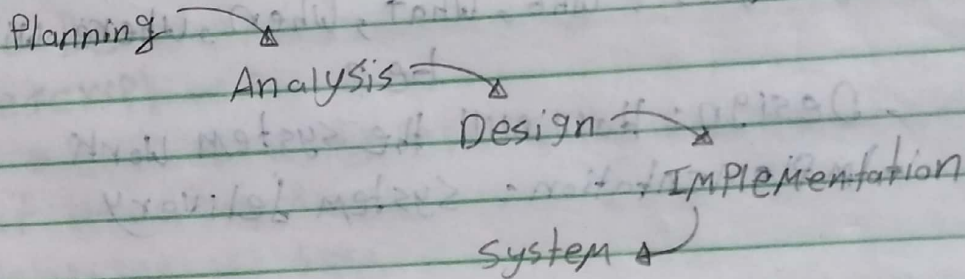 Planning
Analysis
Design
Implementation
System